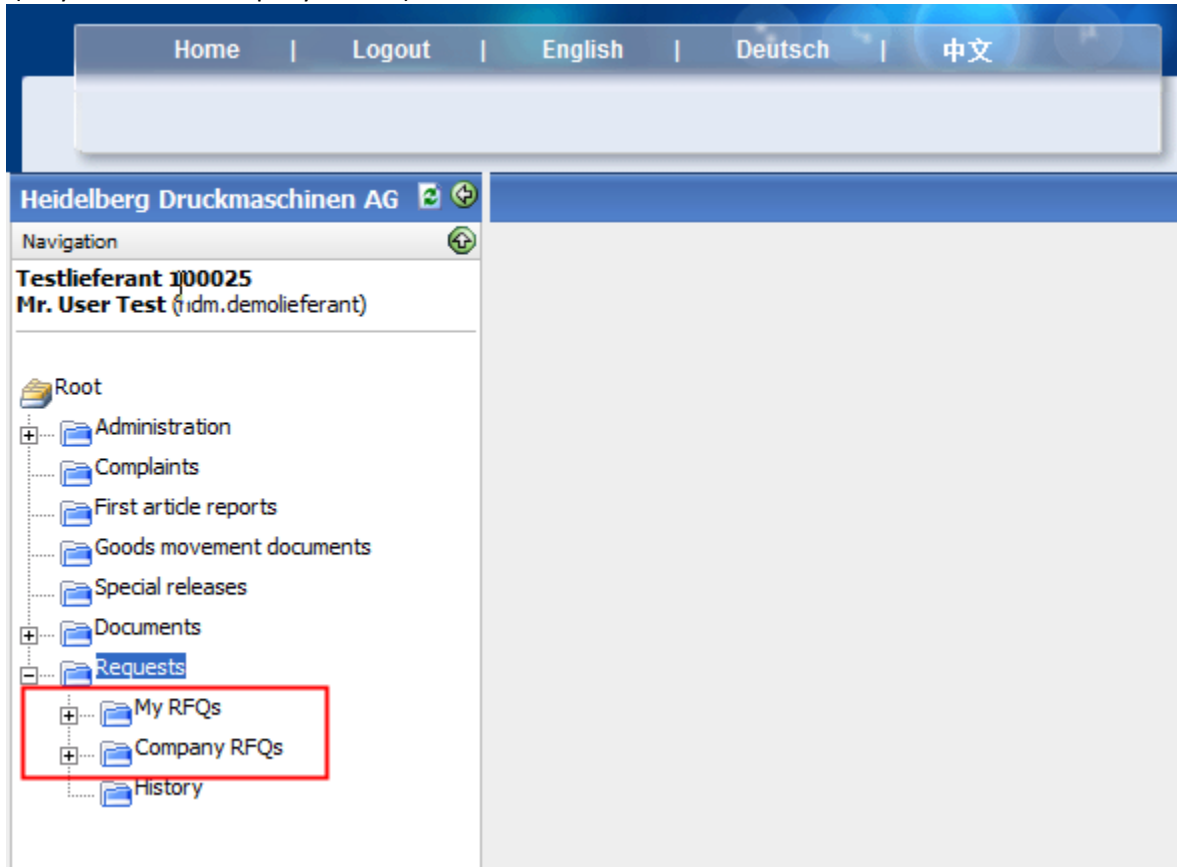 Home | Logout | English | Deutsch | 中文
Heidelberg Druckmaschinen AG
Navigation
Testlieferant 100025
Mr. User Test (hdm.demolieferant)
Root
Administration
Complaints
First article reports
Goods movement documents
Special releases
Documents
Requests
My RFQs
Company RFQs
History